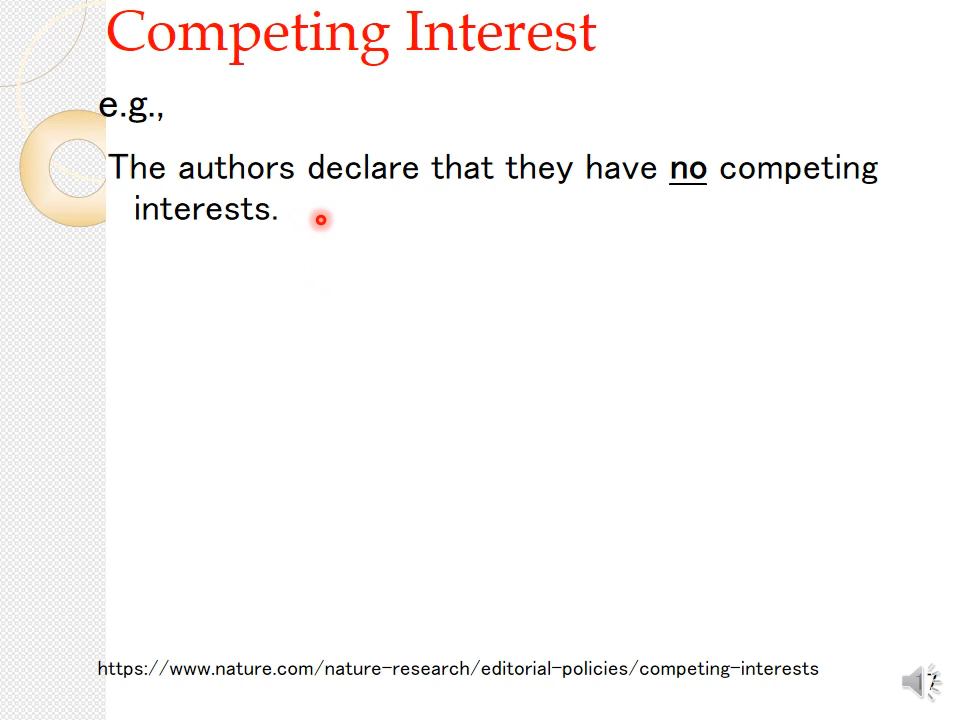 Competing Interest
e.g.,
The authors declare that they have no competing
interests.
https://www.nature.com/nature-research/editorial-policies/competing-interests